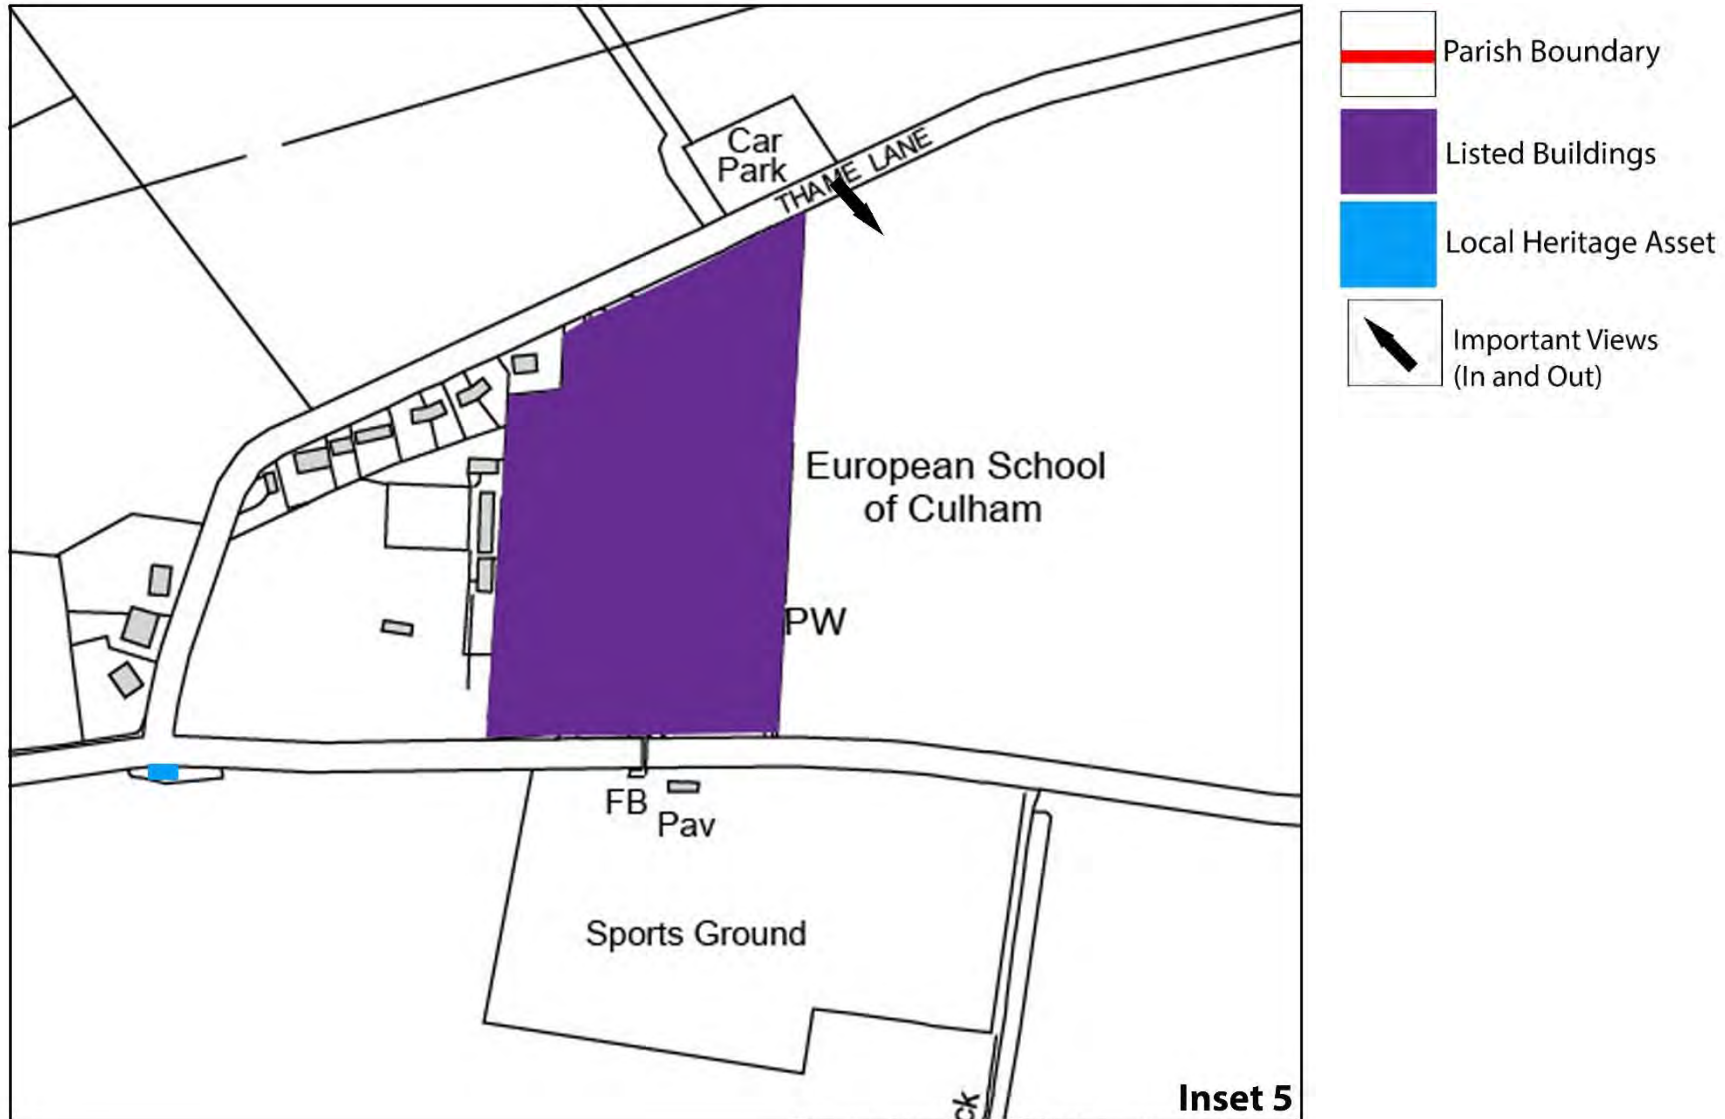 Car
Park
THAME LANE
European School
of Culham
PW
FB
Pav
Sports Ground
ck
Inset 5
Parish Boundary
Listed Buildings
Local Heritage Asset
Important Views
(In and Out)